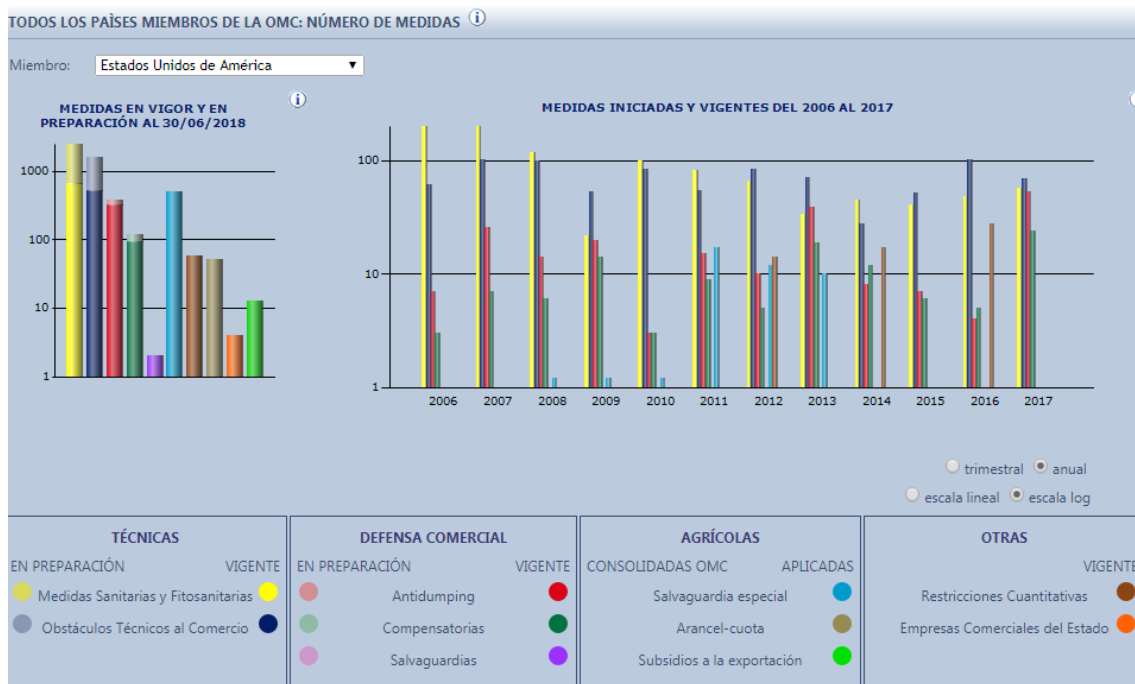 TODOS LOS PAÌSES MIEMBROS DE LA OMC: NÚMERO DE MEDIDAS i
Miembro: Estados Unidos de América
MEDIDAS EN VIGOR Y EN
PREPARACIÓN AL 30/06/2018
i
1000
100
10
1
MEDIDAS INICIADAS Y VIGENTES DEL 2006 AL 2017
100
10
1
2006 2007 2008 2009 2010 2011 2012 2013 2014 2015 2016 2017
trimestral anual
escala lineal escala log
TÉCNICAS
EN PREPARACIÓN VIGENTE
Medidas Sanitarias y Fitosanitarias
Obstáculos Técnicos al Comercio
DEFENSA COMERCIAL
EN PREPARACIÓN VIGENTE
Antidumping
Compensatorias
Salvaguardias
AGRÍCOLAS
CONSOLIDADAS OMC APLICADAS
Salvaguardia especial
Arancel-cuota
Subsidios a la exportación
OTRAS
VIGENTE
Restricciones Cuantitativas
Empresas Comerciales del Estado